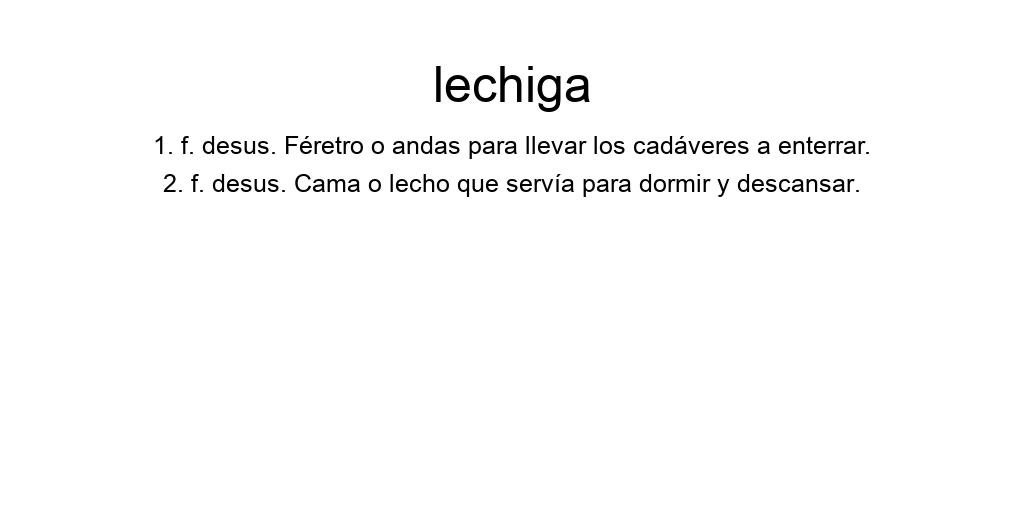 lechiga
1. f. desus. Féretro o andas para llevar los cadáveres a enterrar.
2. f. desus. Cama o lecho que servía para dormir y descansar.